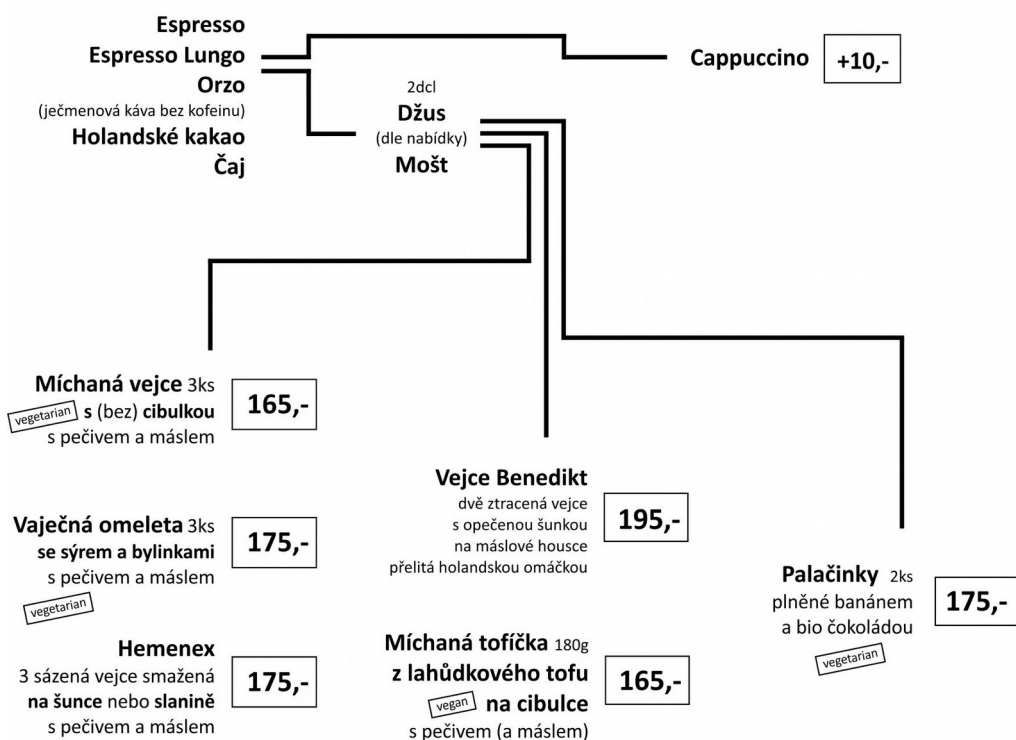 Espresso
Espresso Lungo
Orzo
(ječmenová káva bez kofeinu)
Holandské kakao
Čaj
Cappuccino +10,-
2dcl
Džus
(dle nabídky)
Mošt
Míchaná vejce 3ks
vegetarian s (bez) cibulkou
s pečivem a máslem
165,-
Vaječná omeleta 3ks
se sýrem a bylinkami
s pečivem a máslem
vegetarian
175,-
Hemenex
3 sázená vejce smažená
na šunce nebo slanině
s pečivem a máslem
175,-
Vejce Benedikt
dvě ztracená vejce
s opečenou šunkou
na máslové housce
přelitá holandskou omáčkou
195,-
Míchaná tofíčka 180g
z lahůdkového tofu
vegan na cibulce
s pečivem (a máslem)
165,-
Palačinky 2ks
plněné banánem
a bio čokoládou
vegetarian
175,-